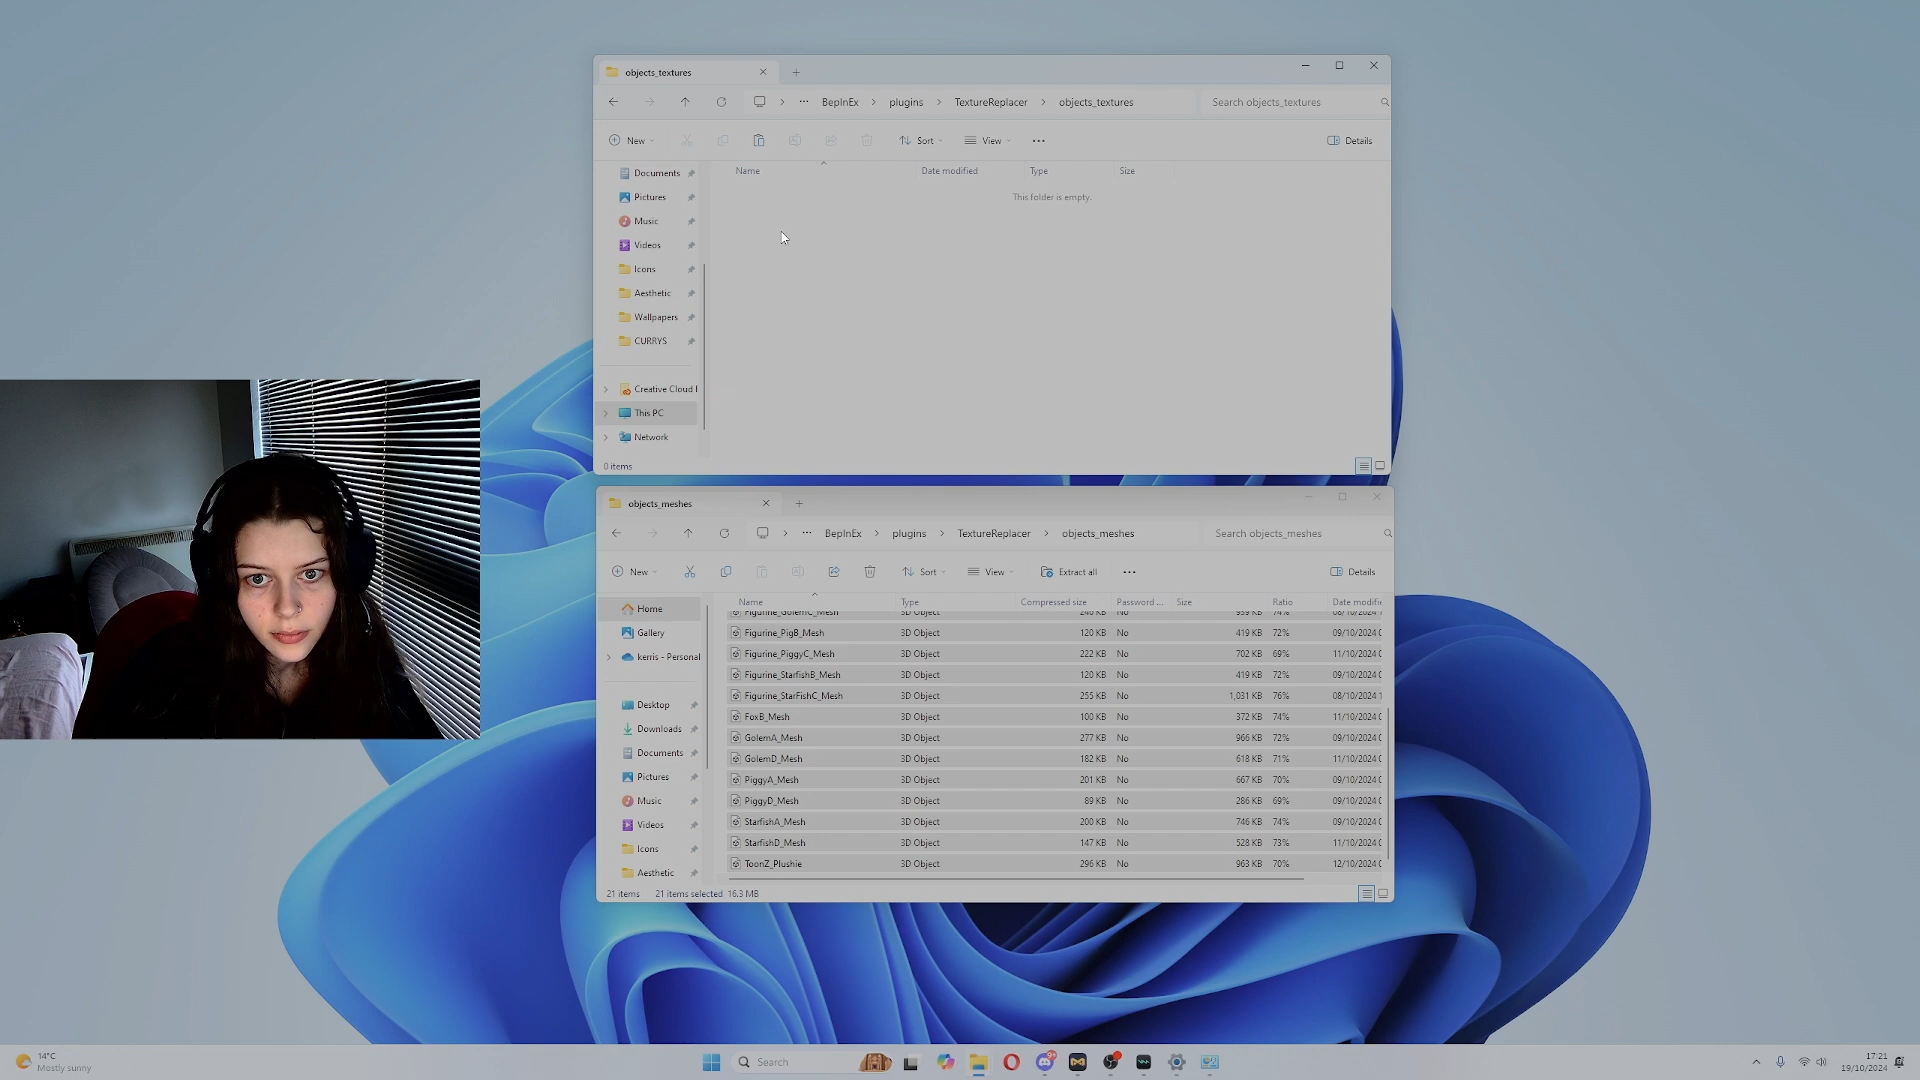 objects_textures
BepInEx > plugins > TextureReplacer > objects_textures
Search objects_textures
New
Sort
View
Details
Name
Date modified
Type
Size
This folder is empty.
Documents
Pictures
Music
Videos
Icons
Aesthetic
Wallpapers
CURRYS
Creative Cloud F
This PC
Network
0 items
objects_meshes
BepInEx > plugins > TextureReplacer > objects_meshes
Search objects_meshes
New
Sort
View
Extract all
Details
Name
Type
Compressed size
Password ...
Size
Ratio
Date modifie
Home
Gallery
kerris - Personal
Desktop
Downloads
Documents
Pictures
Music
Videos
Icons
Aesthetic
Figurine_PigB_Mesh 3D Object 120 KB No 419 KB 72% 09/10/2024
Figurine_PiggyC_Mesh 3D Object 222 KB No 702 KB 69% 11/10/2024
Figurine_StarfishB_Mesh 3D Object 120 KB No 419 KB 72% 09/10/2024
Figurine_StarFishC_Mesh 3D Object 255 KB No 1,031 KB 76% 08/10/2024
FoxB_Mesh 3D Object 100 KB No 372 KB 74% 11/10/2024
GolemA_Mesh 3D Object 277 KB No 966 KB 72% 09/10/2024
GolemD_Mesh 3D Object 182 KB No 618 KB 71% 11/10/2024
PiggyA_Mesh 3D Object 201 KB No 667 KB 70% 09/10/2024
PiggyD_Mesh 3D Object 89 KB No 286 KB 69% 09/10/2024
StarfishA_Mesh 3D Object 200 KB No 746 KB 74% 09/10/2024
StarfishD_Mesh 3D Object 147 KB No 528 KB 73% 11/10/2024
ToonZ_Plushie 3D Object 296 KB No 963 KB 70% 12/10/2024
21 items
21 items selected 16.3 MB
14°C
Mostly sunny
Search
17:21
19/10/2024